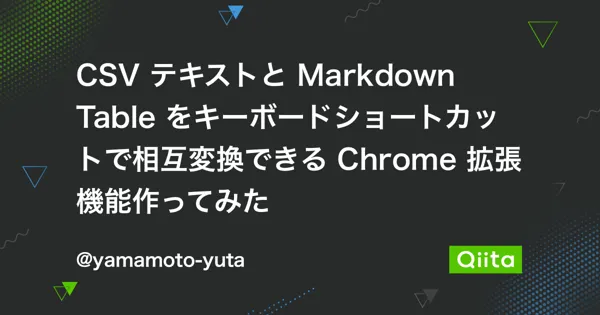 CSV テキストと Markdown
Table をキーボードショートカッ
トで相互変換できる Chrome 拡張
機能作ってみた
@yamamoto-yuta
Qiita